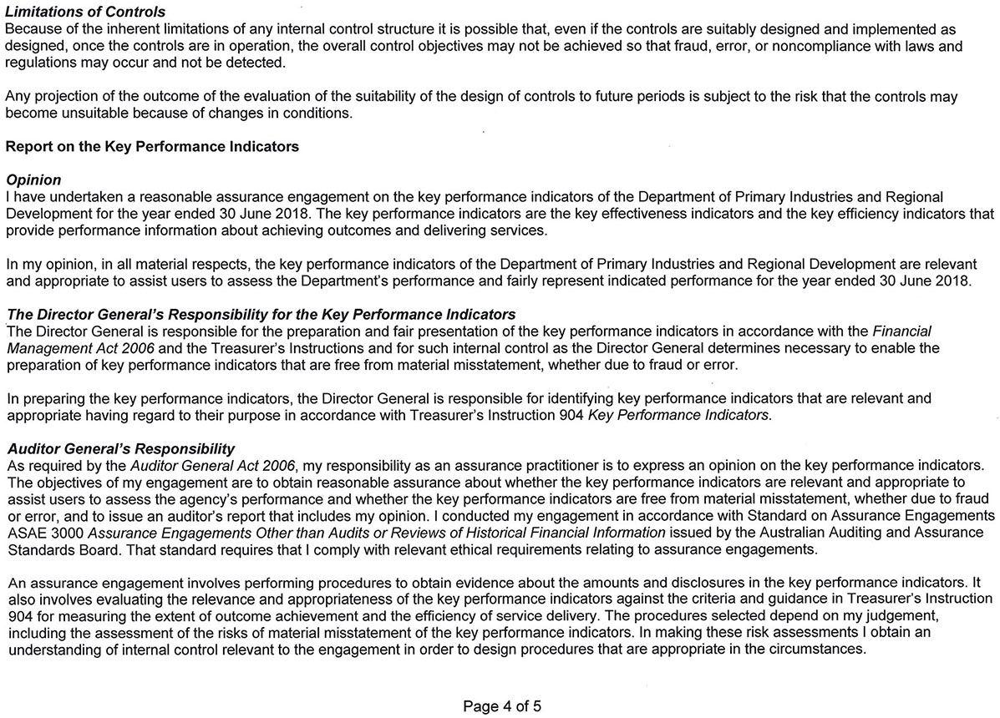 Limitations of Controls
Because of the inherent limitations of any internal control structure it is possible that, even if the controls are suitably designed and implemented as
designed, once the controls are in operation, the overall control objectives may not be achieved so that fraud, error, or noncompliance with laws and
regulations may occur and not be detected.
Any projection of the outcome of the evaluation of the suitability of the design of controls to future periods is subject to the risk that the controls may
become unsuitable because of changes in conditions.
Report on the Key Performance Indicators
Opinion
I have undertaken a reasonable assurance engagement on the key performance indicators of the Department of Primary Industries and Regional
Development for the year ended 30 June 2018. The key performance indicators are the key effectiveness indicators and the key efficiency indicators that
provide performance information about achieving outcomes and delivering services.
In my opinion, in all material respects, the key performance indicators of the Department of Primary Industries and Regional Development are relevant
and appropriate to assist users to assess the Department's performance and fairly represent indicated performance for the year ended 30 June 2018.
The Director General's Responsibility for the Key Performance Indicators
The Director General is responsible for the preparation and fair presentation of the key performance indicators in accordance with the Financial
Management Act 2006 and the Treasurer's Instructions and for such internal control as the Director General determines necessary to enable the
preparation of key performance indicators that are free from material misstatement, whether due to fraud or error.
In preparing the key performance indicators, the Director General is responsible for identifying key performance indicators that are relevant and
appropriate having regard to their purpose in accordance with Treasurer's Instruction 904 Key Performance Indicators.
Auditor General's Responsibility
As required by the Auditor General Act 2006, my responsibility as an assurance practitioner is to express an opinion on the key performance indicators.
The objectives of my engagement are to obtain reasonable assurance about whether the key performance indicators are relevant and appropriate to
assist users to assess the agency's performance and whether the key performance indicators are free from material misstatement, whether due to fraud
or error, and to issue an auditor's report that includes my opinion. I conducted my engagement in accordance with Standard on Assurance Engagements
ASAE 3000 Assurance Engagements Other than Audits or Reviews of Historical Financial Information issued by the Australian Auditing and Assurance
Standards Board. That standard requires that I comply with relevant ethical requirements relating to assurance engagements.
An assurance engagement involves performing procedures to obtain evidence about the amounts and disclosures in the key performance indicators. It
also involves evaluating the relevance and appropriateness of the key performance indicators against the criteria and guidance in Treasurer's Instruction
904 for measuring the extent of outcome achievement and the efficiency of service delivery. The procedures selected depend on my judgement,
including the assessment of the risks of material misstatement of the key performance indicators. In making these risk assessments I obtain an
understanding of internal control relevant to the engagement in order to design procedures that are appropriate in the circumstances.
Page 4 of 5